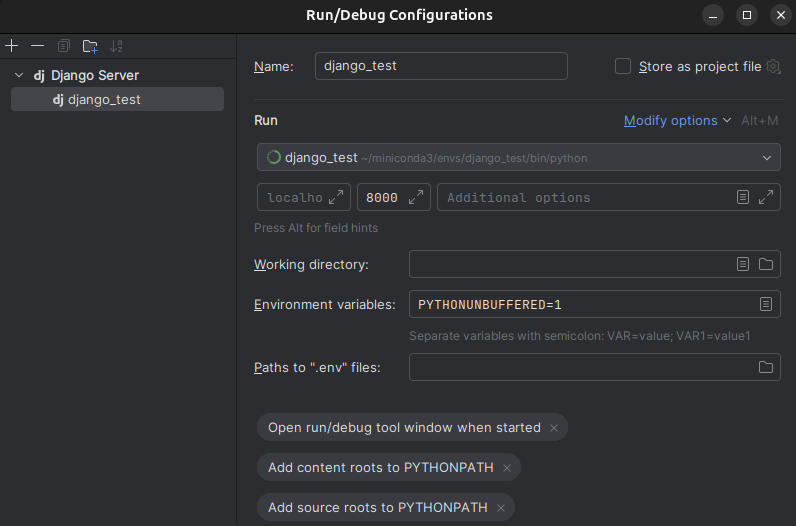 Run/Debug Configurations
dj Django Server
dj django_test
Name: django_test
Store as project file
Run
Modify options Alt+M
django_test ~/miniconda3/envs/django_test/bin/python
localho 8000 Additional options
Press Alt for field hints
Working directory:
Environment variables: PYTHONUNBUFFERED=1
Separate variables with semicolon: VAR=value; VAR1=value1
Paths to ".env" files:
Open run/debug tool window when started
Add content roots to PYTHONPATH
Add source roots to PYTHONPATH